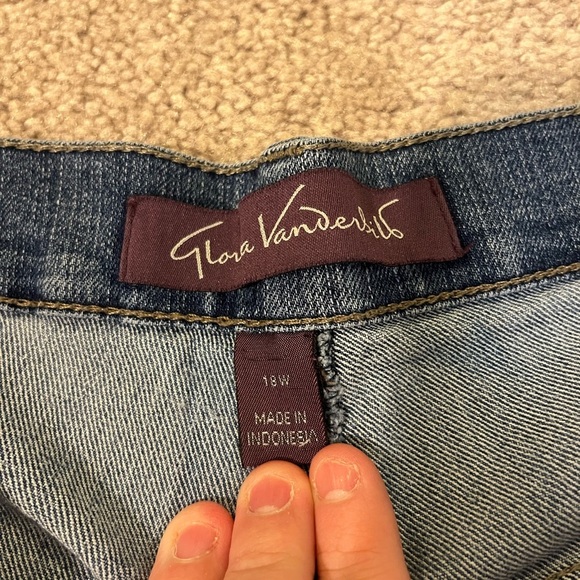 Gloria Vanderbilt
18W
MADE IN
INDONESIA